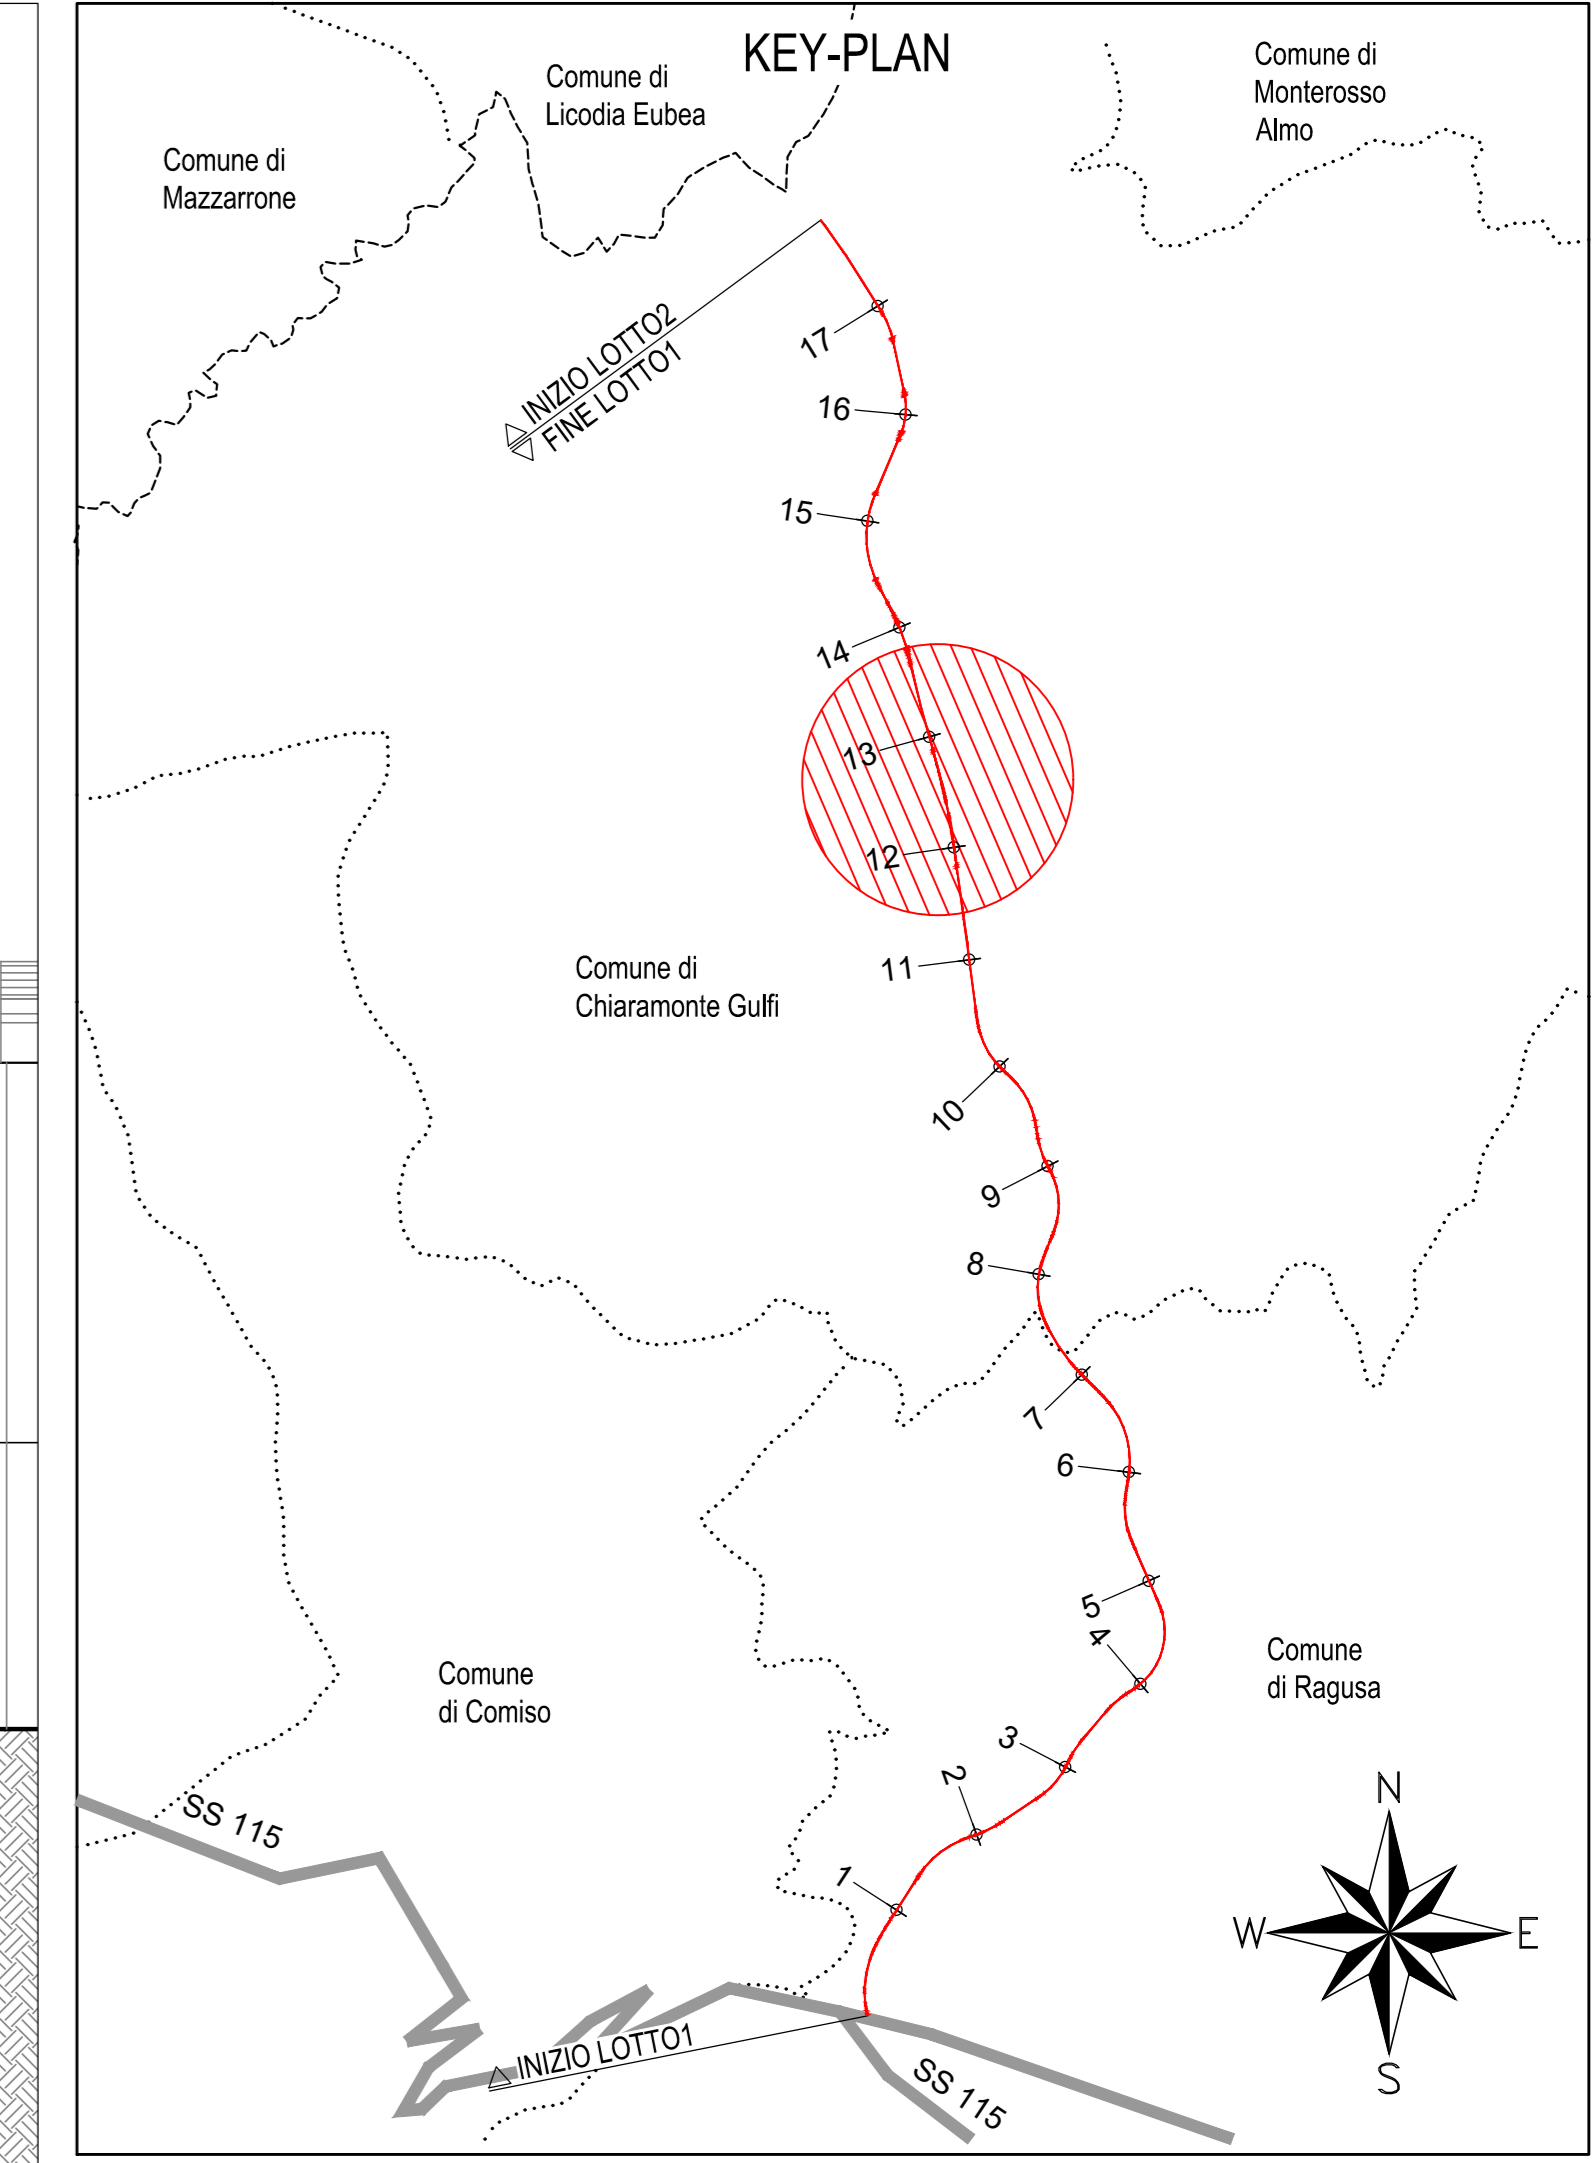 KEY-PLAN
Comune di
Licodia Eubea
Comune di
Monterosso
Almo
Comune di
Mazzarrone
INIZIO LOTTO2
FINE LOTTO1
17
16
15
14
13
12
11
Comune di
Chiaramonte Gulfi
10
9
8
7
6
5
4
3
2
1
Comune
di Comiso
Comune
di Ragusa
SS 115
INIZIO LOTTO1
SS 115
N
W
E
S